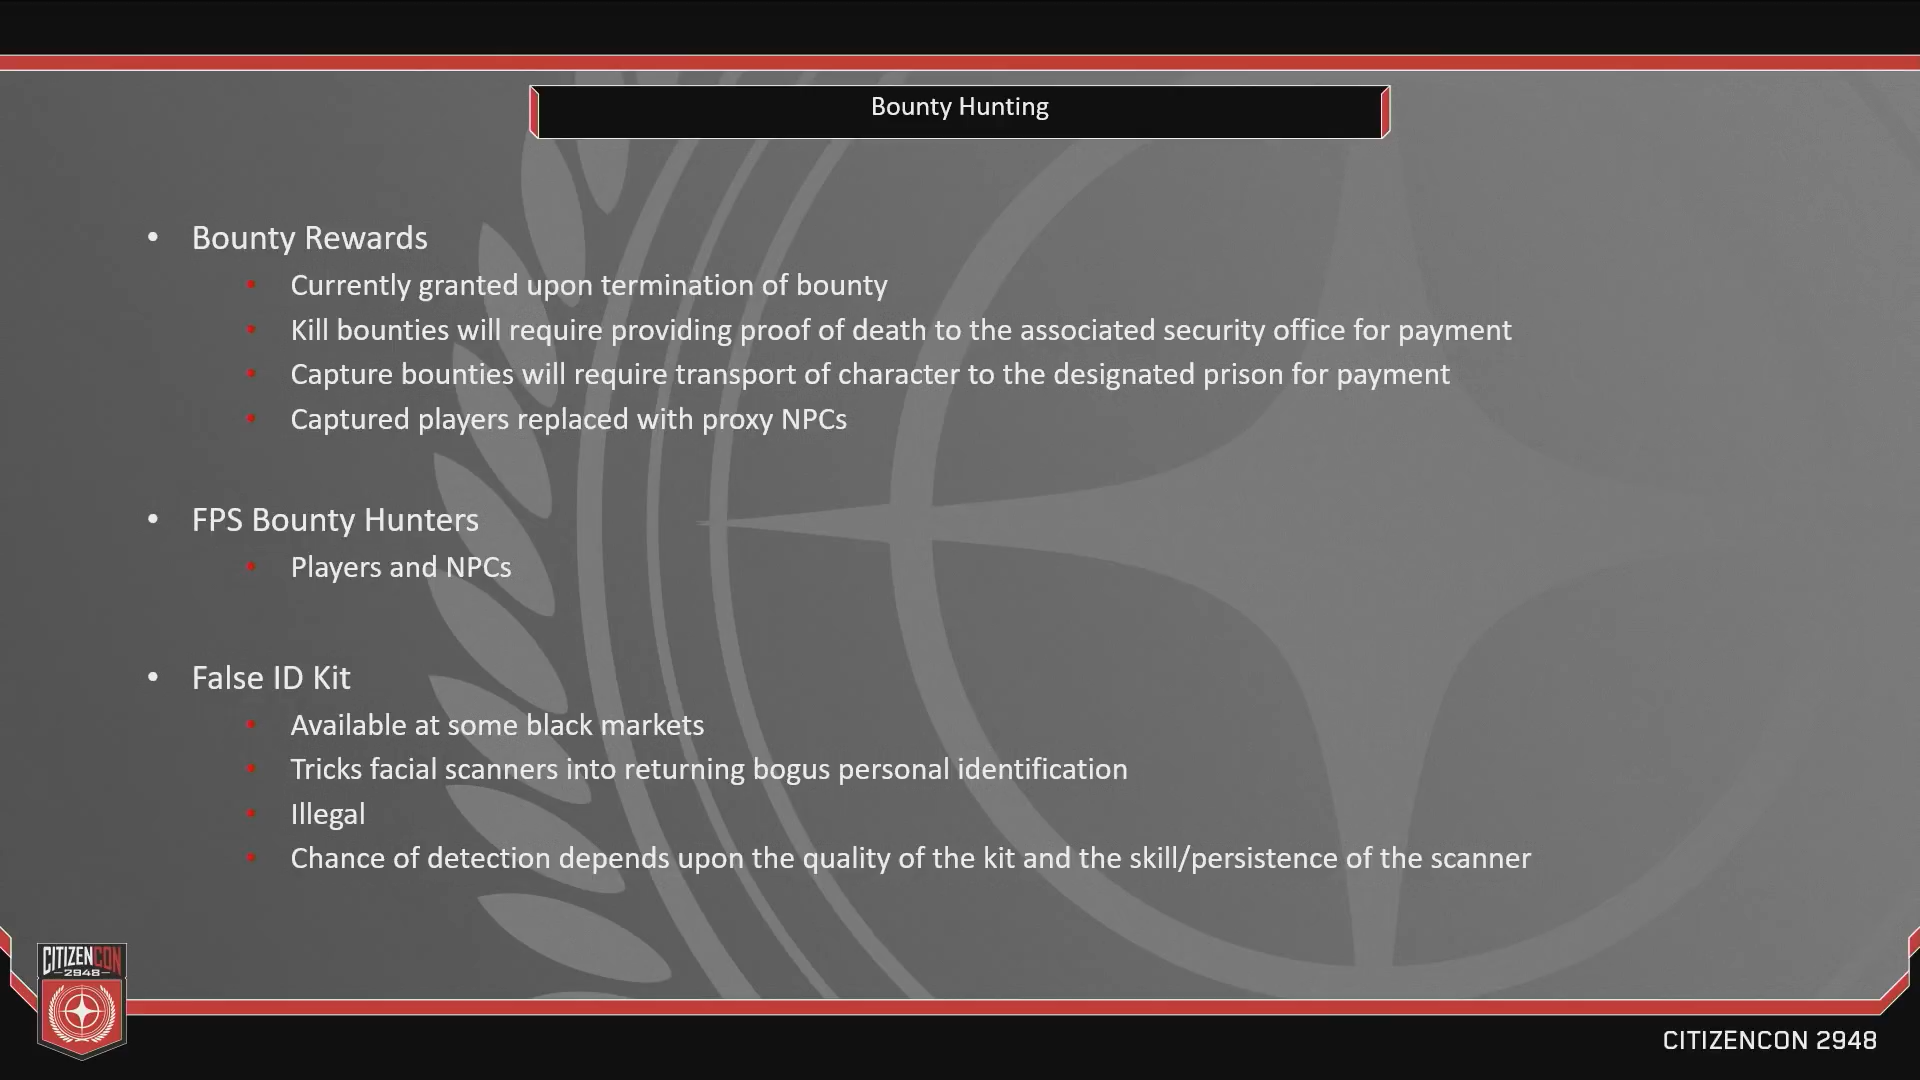 Bounty Hunting
• Bounty Rewards
• Currently granted upon termination of bounty
• Kill bounties will require providing proof of death to the associated security office for payment
• Capture bounties will require transport of character to the designated prison for payment
• Captured players replaced with proxy NPCs
• FPS Bounty Hunters
• Players and NPCs
• False ID Kit
• Available at some black markets
• Tricks facial scanners into returning bogus personal identification
• Illegal
• Chance of detection depends upon the quality of the kit and the skill/persistence of the scanner
CITIZENCON
2948
CITIZENCON 2948